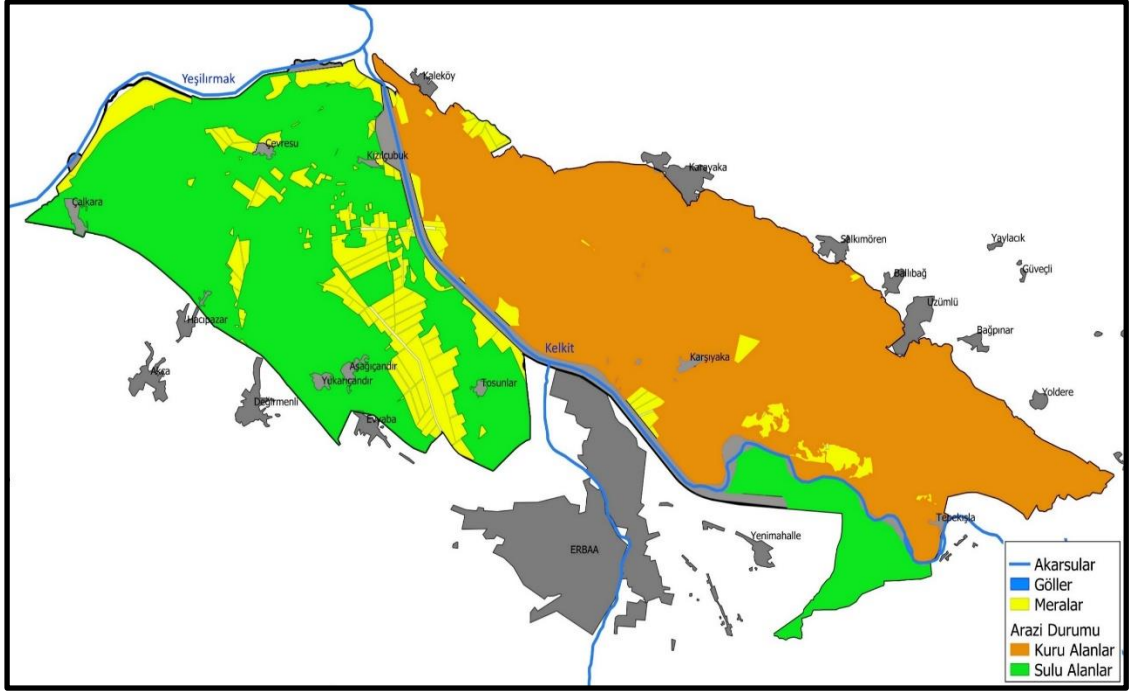 Yeşilırmak
Kaleköy
Çevresu
Kızılçubuk
Karayaka
Çalkara
Salkımören
Yaylacık
Ballıbağ
Güveçli
Üzümlü
Hacıpazar
Bağpınar
Kelkit
Karşıyaka
Akça
Aşağıçandır
Yukarıçandır
Tosunlar
Değirmenli
Yoldere
Evyaba
Tepekışla
Yenimahalle
ERBAA
Akarsular
Göller
Meralar
Arazi Durumu
Kuru Alanlar
Sulu Alanlar